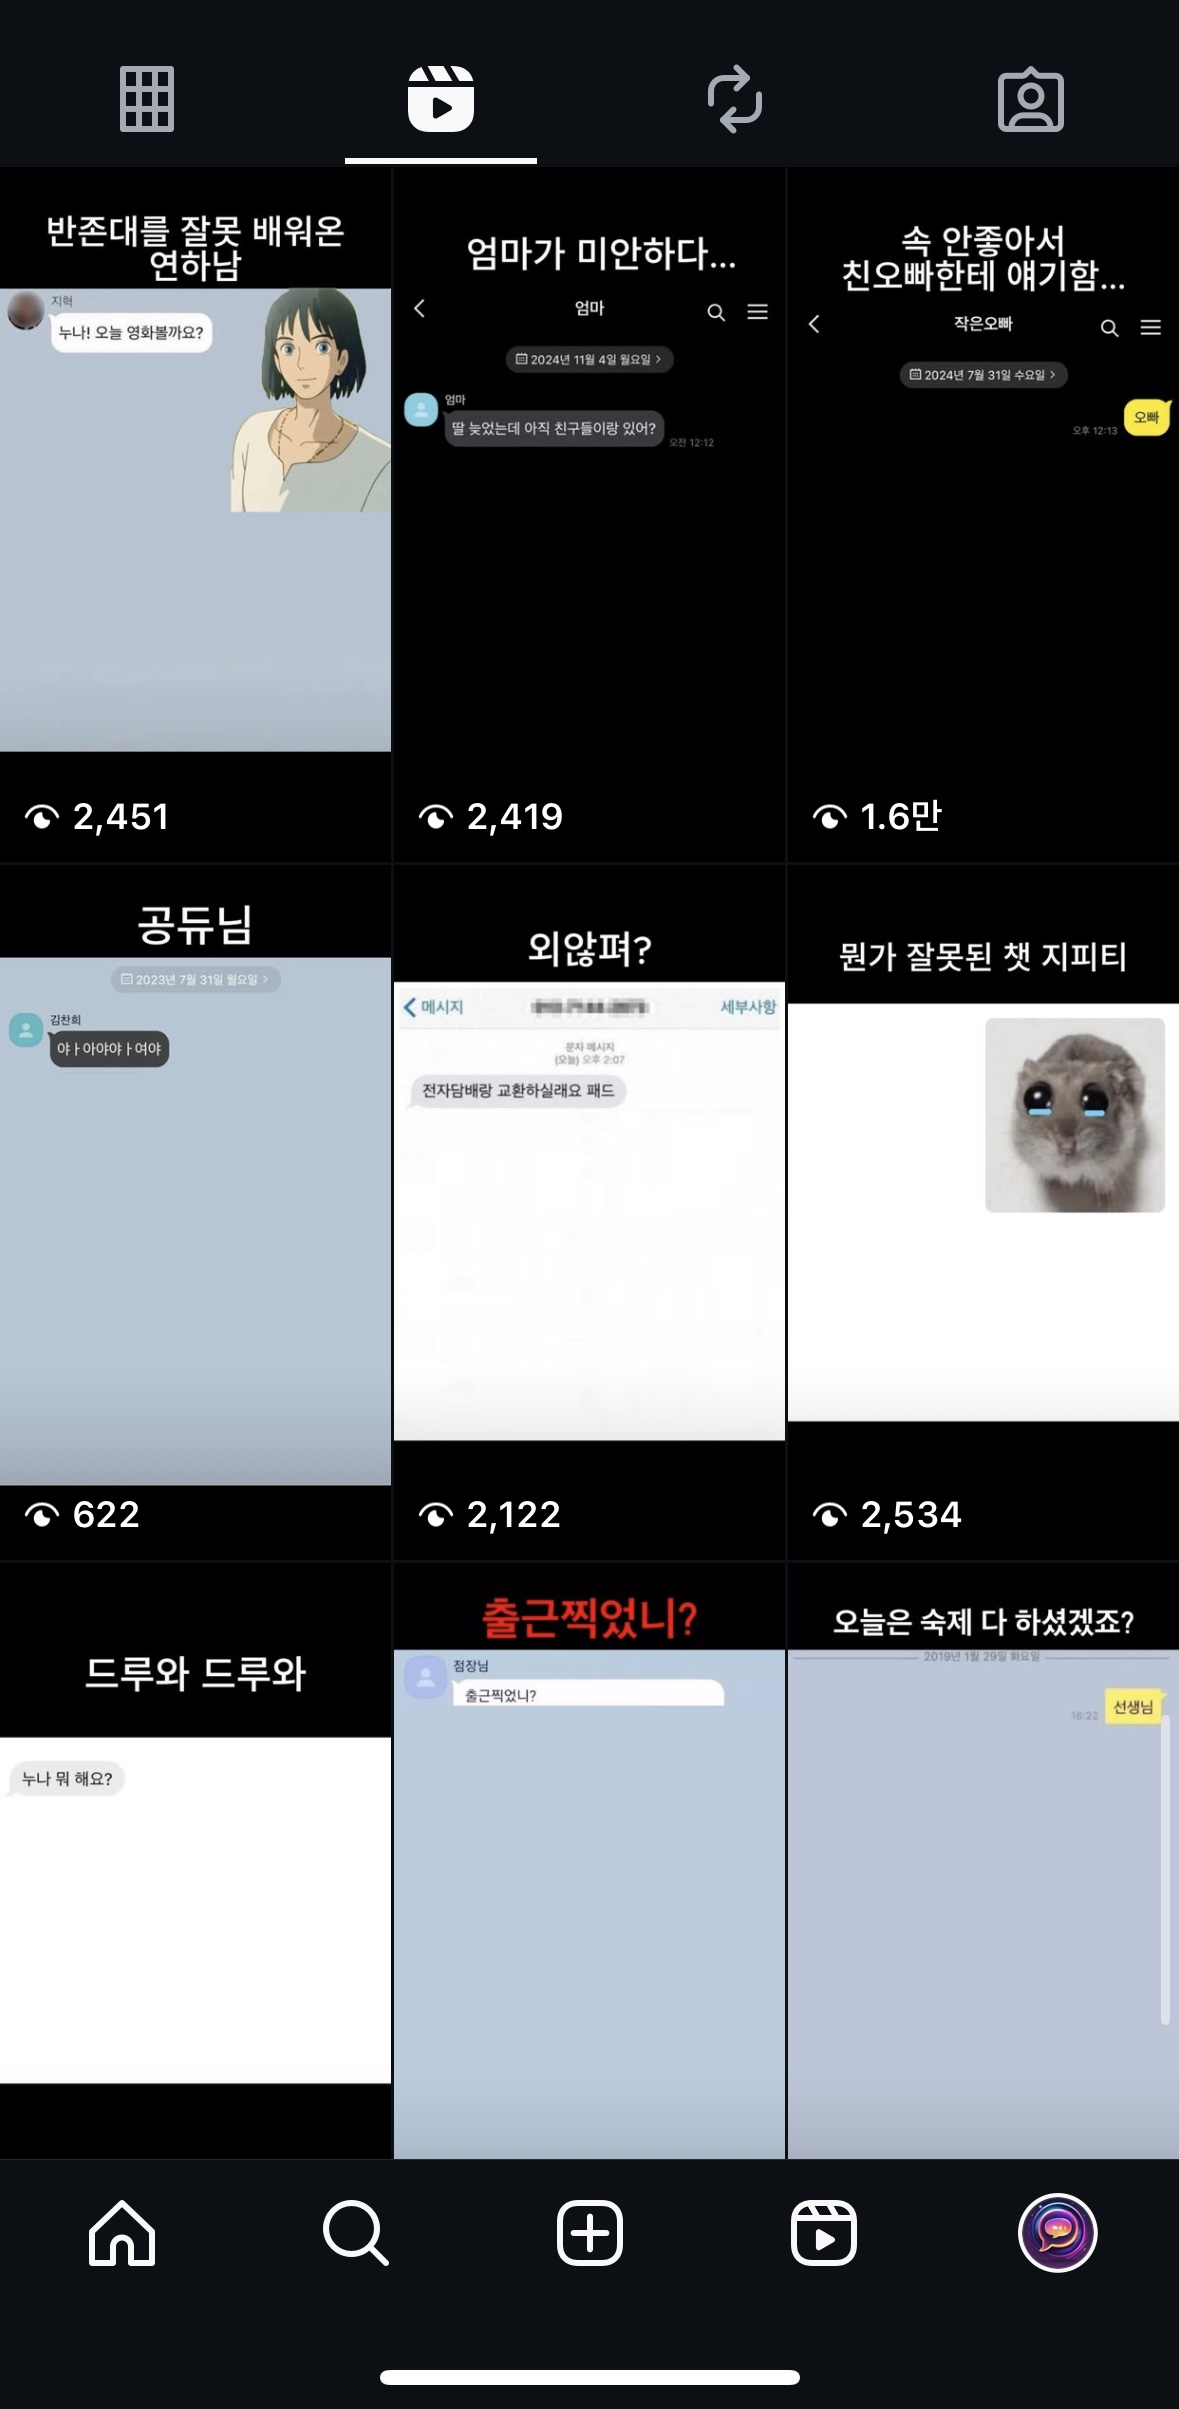 반존대를 잘못 배워온
연하남
지혁
누나! 오늘 영화볼까요?
2,451
엄마가 미안하다...
엄마
2024년 11월 4일 월요일 >
엄마
딸 늦었는데 아직 친구들이랑 있어?
오전 12:12
2,419
속 안좋아서
친오빠한테 얘기함...
작은오빠
2024년 7월 31일 수요일 >
오빠
오후 12:13
1.6만
공듀님
2023년 7월 31일 월요일 >
김찬희
야ㅏ아야야ㅏ여야
622
외않펴?
메시지
세부사항
문자 메시지
(오늘) 오후 2:07
전자담배랑 교환하실래요 패드
2,122
뭔가 잘못된 챗 지피티
2,534
드루와 드루와
누나 뭐 해요?
출근찍었니?
점장님
출근찍었니?
오늘은 숙제 다 하셨겠죠?
2019년 1월 29일 화요일
18:22
선생님